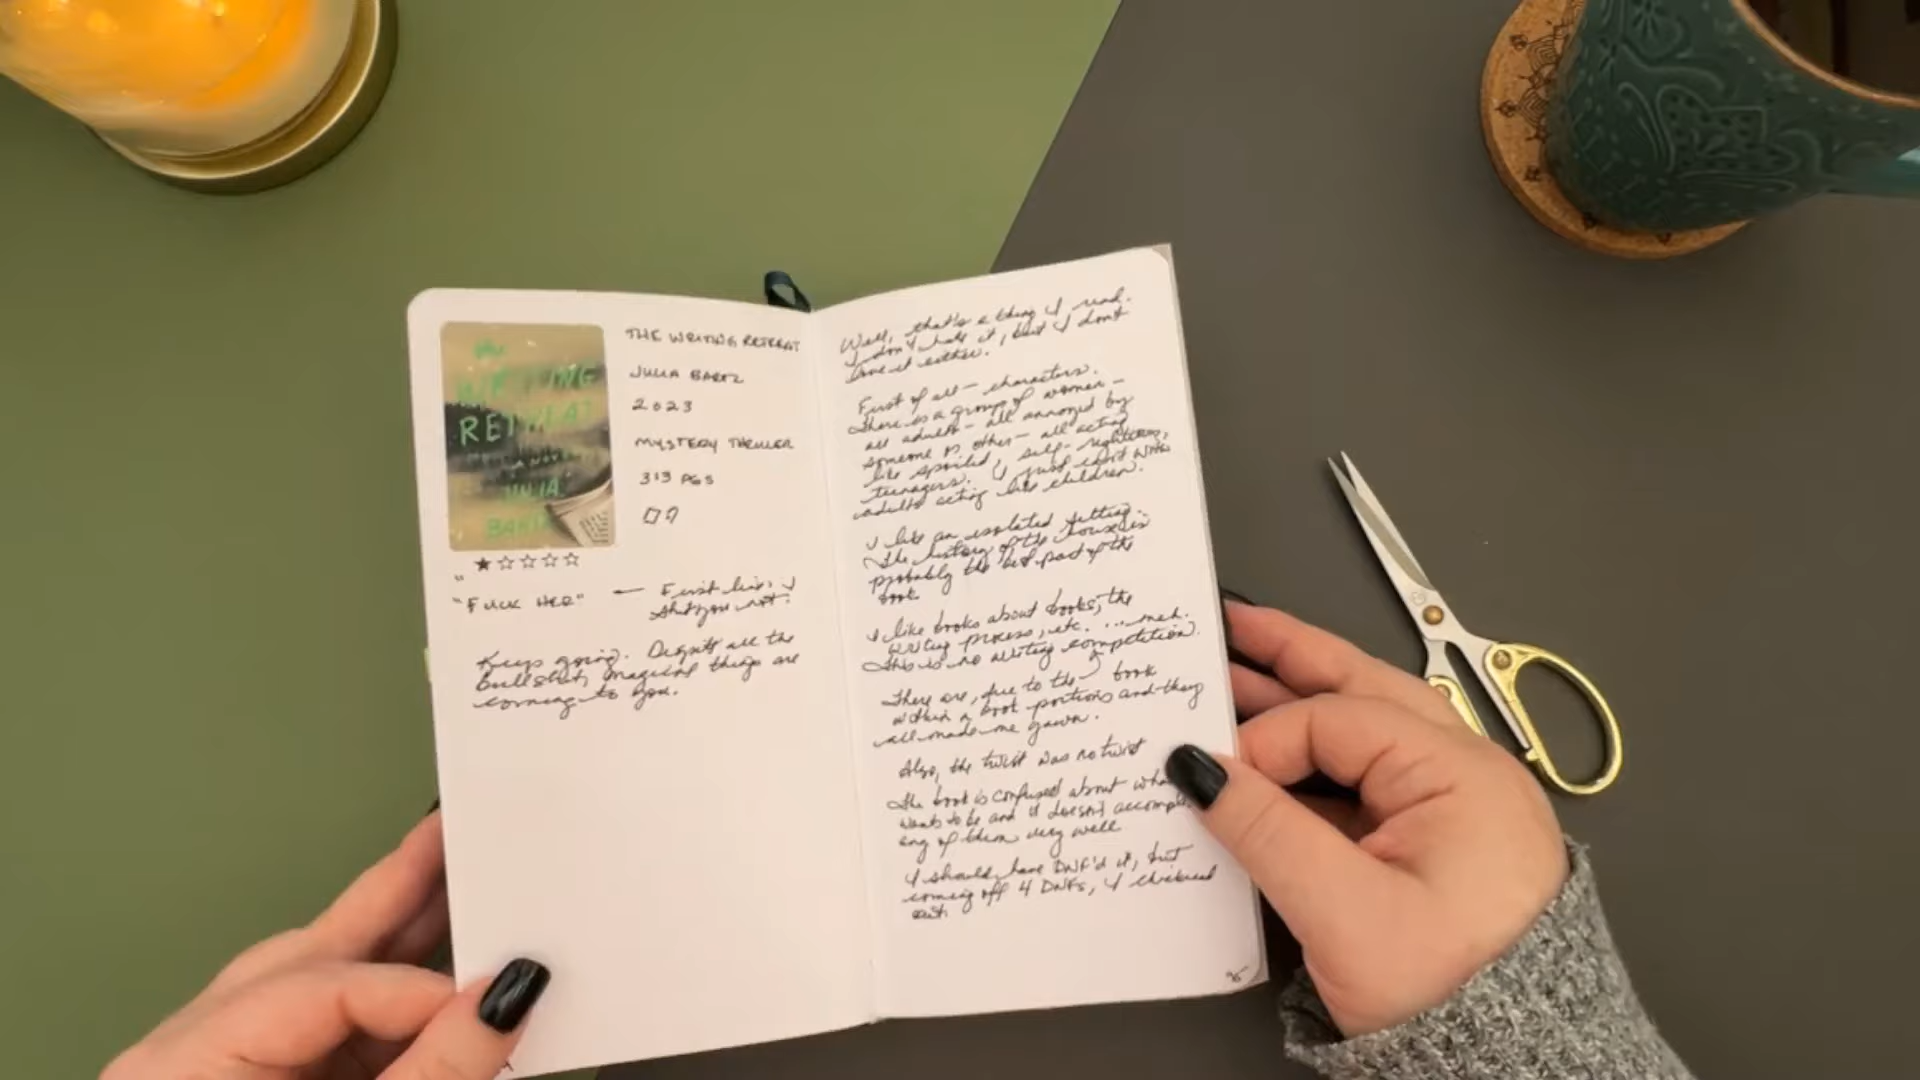 the
WRITING
RETREAT
A NOVEL
JULIA
BARTZ
THE WRITING RETREAT
JULIA BARTZ
2023
MYSTERY THRILLER
313 PGS
"
"FUCK HER" — First line, I
shit you not.
Keep going. Despite all the
bullshit, magical things are
coming to you.
Well, that's a thing I read.
I don't hate it, but I don't
love it either.
First of all — characters.
There is a group of women —
all adults — all annoyed by
someone or other — all acting
like spoiled, self-righteous,
teenagers. I just can't with
adults acting like children.
I like an isolated setting.
The history of the house is
probably the best part of the
book.
I like books about books, the
writing process, etc. ... meh.
This is no writing competition.
There are, due to the book
within a book portions and they
all made me yawn.
Also, the twist was no twist
The book is confused about what
wants to be and it doesn't accomplish
any of them very well
I should have DNF'd it, but
coming off 4 DNFs, I chickened
out.